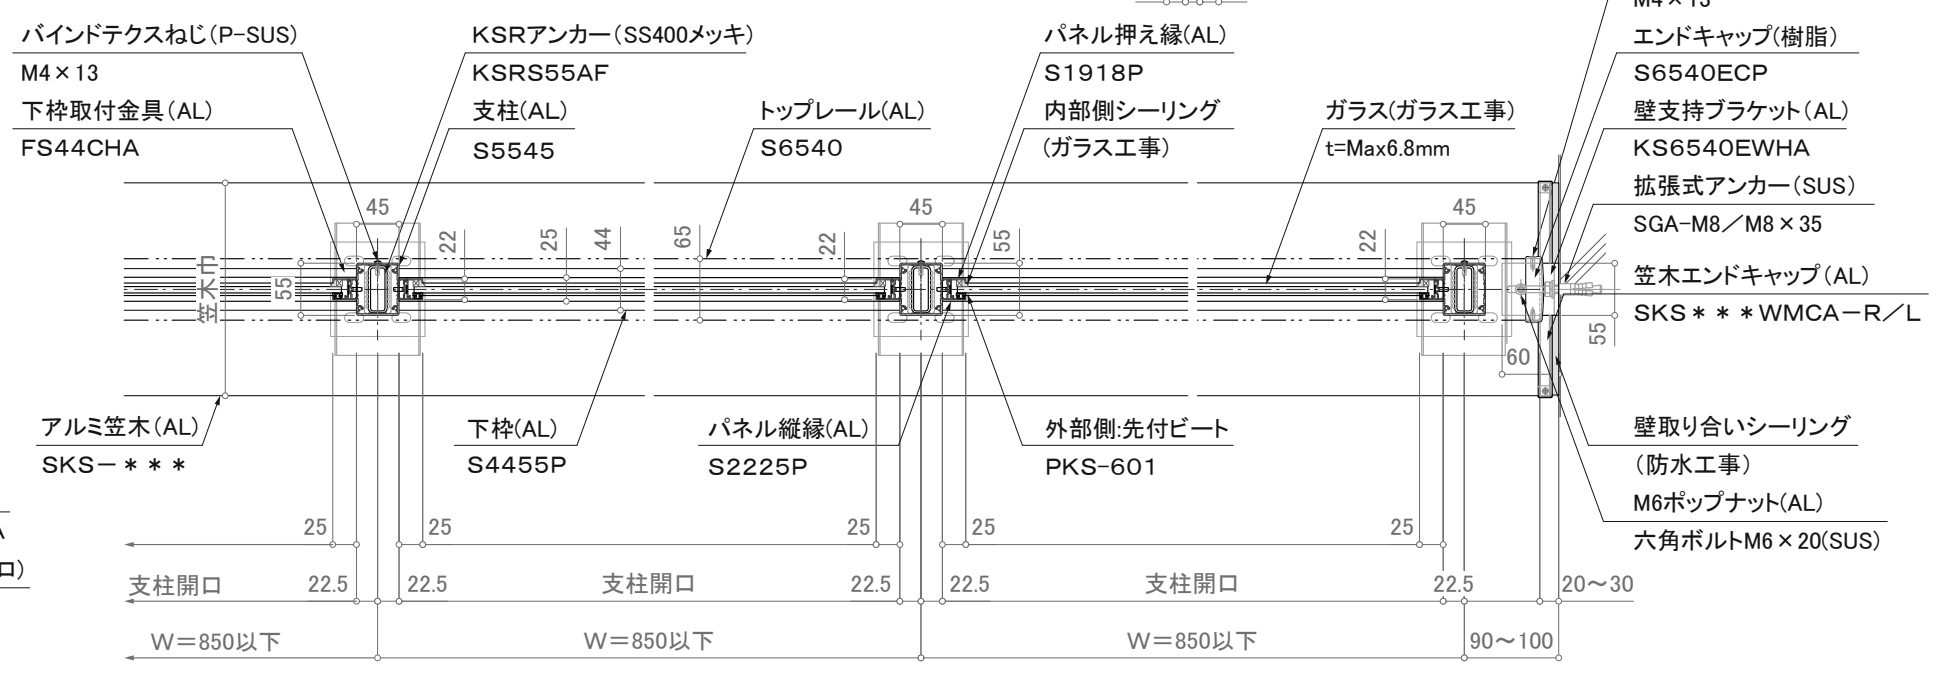 M4×13
バインドテクスねじ(P-SUS)
M4×13
下枠取付金具(AL)
FS44CHA
KSRアンカー(SS400メッキ)
KSRS55AF
支柱(AL)
S5545
トップレール(AL)
S6540
パネル押え縁(AL)
S1918P
内部側シーリング
(ガラス工事)
ガラス(ガラス工事)
t=Max6.8mm
エンドキャップ(樹脂)
S6540ECP
壁支持ブラケット(AL)
KS6540EWHA
拡張式アンカー(SUS)
SGA-M8/M8×35
笠木エンドキャップ(AL)
SKS***WMCA-R/L
45
22
25
44
65
55
笠木巾
45
22
55
45
22
60
55
アルミ笠木(AL)
SKS-***
下枠(AL)
S4455P
パネル縦縁(AL)
S2225P
外部側:先付ビート
PKS-601
壁取り合いシーリング
(防水工事)
M6ポップナット(AL)
六角ボルトM6×20(SUS)
25
25
25
25
25
支柱開口
22.5
22.5
支柱開口
22.5
22.5
支柱開口
22.5
20~30
W=850以下
W=850以下
W=850以下
90~100